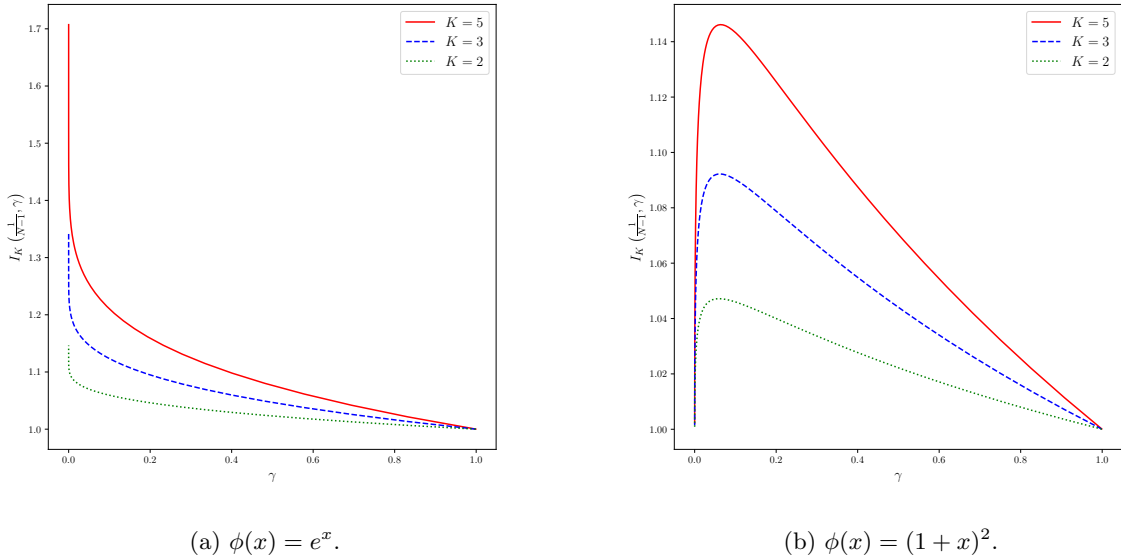 1.7
1.6
1.5
1.4
1.3
1.2
1.1
1.0
0.0 0.2 0.4 0.6 0.8 1.0
γ
I_K (1/(N−1), γ)
K = 5
K = 3
K = 2
(a) ϕ(x) = e^x.
1.14
1.12
1.10
1.08
1.06
1.04
1.02
1.00
0.0 0.2 0.4 0.6 0.8 1.0
γ
I_K (1/(N−1), γ)
K = 5
K = 3
K = 2
(b) ϕ(x) = (1 + x)^2.